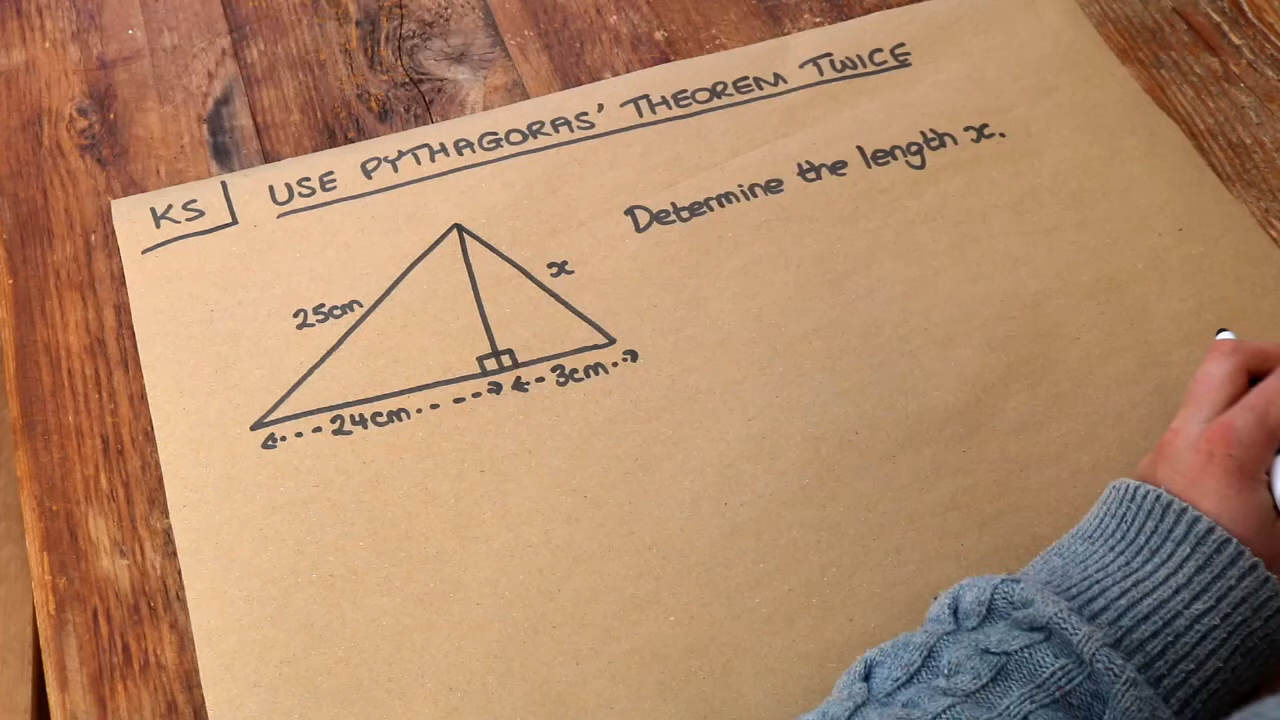 KS
USE PYTHAGORAS' THEOREM TWICE
Determine the length x.
x
25cm
3cm
24cm